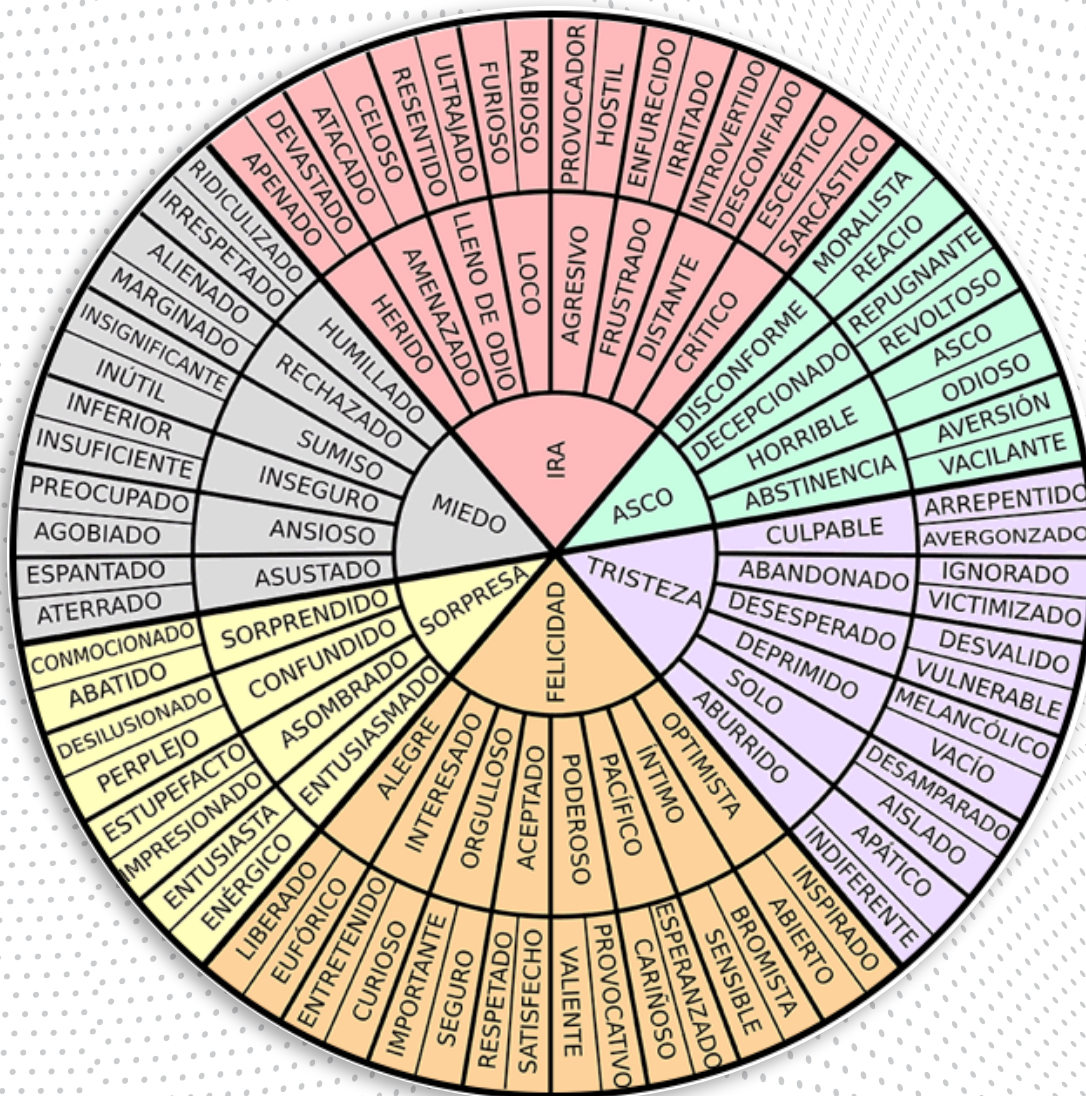 IRA
HERIDO
AMENAZADO
LLENO DE ODIO
LOCO
AGRESIVO
FRUSTRADO
DISTANTE
CRÍTICO
APENADO
DEVASTADO
ATACADO
CELOSO
RESENTIDO
ULTRAJADO
FURIOSO
RABIOSO
PROVOCADOR
HOSTIL
ENFURECIDO
IRRITADO
INTROVERTIDO
DESCONFIADO
ESCÉPTICO
SARCÁSTICO
ASCO
DISCONFORME
DECEPCIONADO
HORRIBLE
ABSTINENCIA
MORALISTA
REACIO
REPUGNANTE
REVOLTOSO
ASCO
ODIOSO
AVERSIÓN
VACILANTE
TRISTEZA
CULPABLE
ABANDONADO
DESESPERADO
DEPRIMIDO
SOLO
ABURRIDO
ARREPENTIDO
AVERGONZADO
IGNORADO
VICTIMIZADO
DESVALIDO
VULNERABLE
MELANCÓLICO
VACÍO
DESAMPARADO
AISLADO
APÁTICO
INDIFERENTE
FELICIDAD
OPTIMISTA
ÍNTIMO
PACÍFICO
PODEROSO
ACEPTADO
ORGULLOSO
INTERESADO
ALEGRE
INSPIRADO
ABIERTO
BROMISTA
SENSIBLE
ESPERANZADO
CARIÑOSO
PROVOCATIVO
VALIENTE
SATISFECHO
RESPETADO
SEGURO
IMPORTANTE
CURIOSO
ENTRETENIDO
EUFÓRICO
LIBERADO
SORPRESA
ENTUSIASMADO
ASOMBRADO
CONFUNDIDO
SORPRENDIDO
ENÉRGICO
ENTUSIASTA
IMPRESIONADO
ESTUPEFACTO
PERPLEJO
DESILUSIONADO
ABATIDO
CONMOCIONADO
MIEDO
ASUSTADO
ANSIOSO
INSEGURO
SUMISO
RECHAZADO
HUMILLADO
ATERRADO
ESPANTADO
AGOBIADO
PREOCUPADO
INSUFICIENTE
INFERIOR
INÚTIL
INSIGNIFICANTE
MARGINADO
ALIENADO
IRRESPETADO
RIDICULIZADO